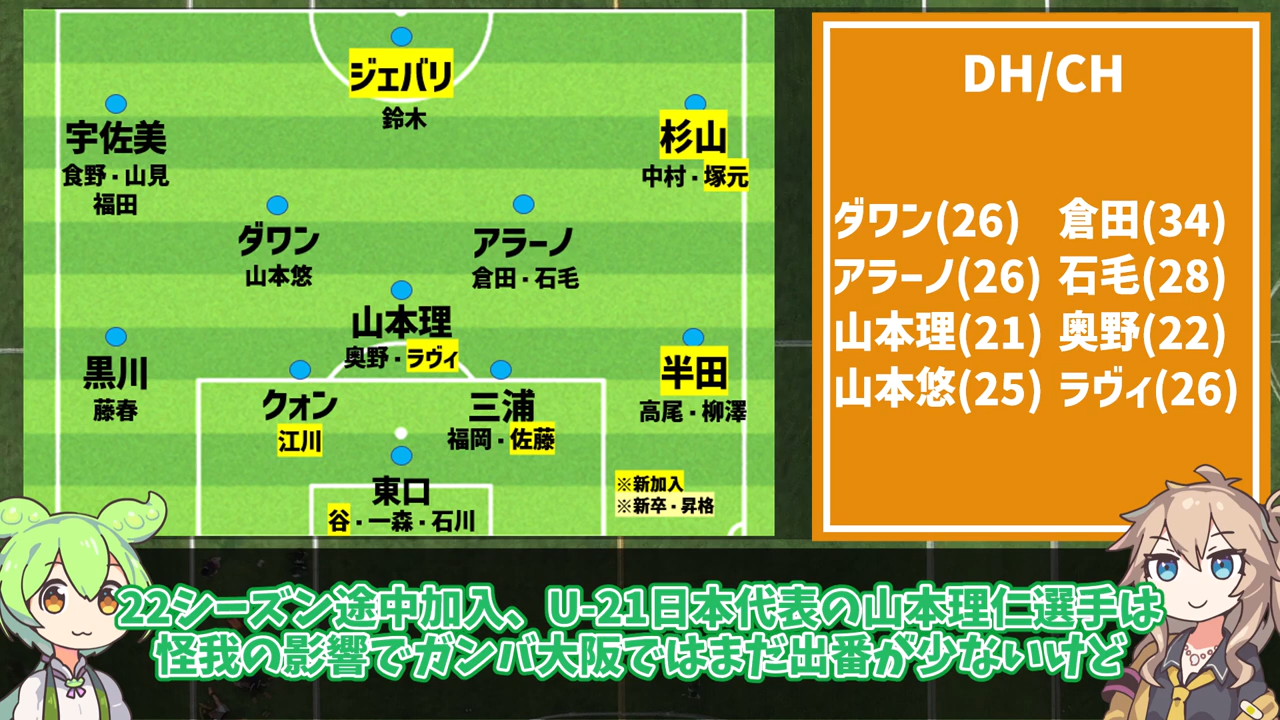 ジェバリ
鈴木
宇佐美
食野・山見
福田
杉山
中村・塚元
ダワン
山本悠
アラーノ
倉田・石毛
山本理
奥野・ラヴィ
黒川
藤春
クォン
江川
三浦
福岡・佐藤
半田
高尾・柳澤
東口
谷・一森・石川
※新加入
※新卒・昇格
DH/CH
ダワン(26) 倉田(34)
アラーノ(26) 石毛(28)
山本理(21) 奥野(22)
山本悠(25) ラヴィ(26)
22シーズン途中加入、U-21日本代表の山本理仁選手は
怪我の影響でガンバ大阪ではまだ出番が少ないけど